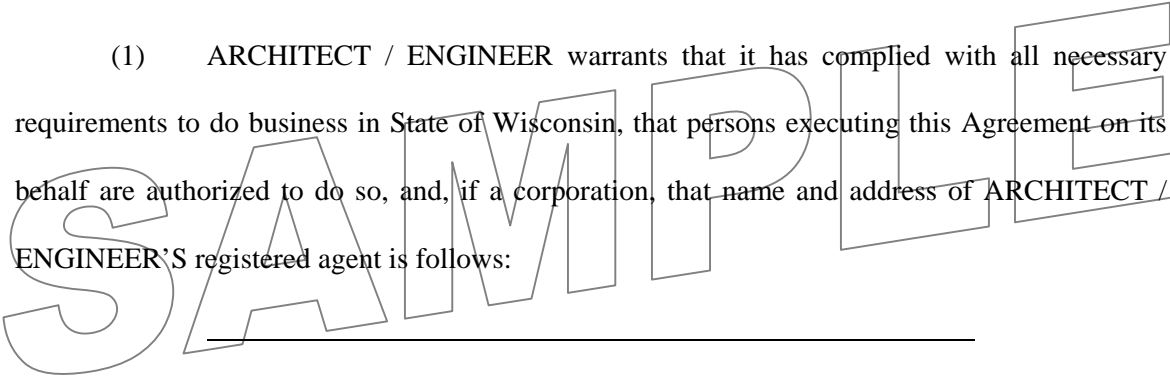 (1) ARCHITECT / ENGINEER warrants that it has complied with all necessary
requirements to do business in State of Wisconsin, that persons executing this Agreement on its
behalf are authorized to do so, and, if a corporation, that name and address of ARCHITECT /
ENGINEER’S registered agent is follows:
SAMPLE